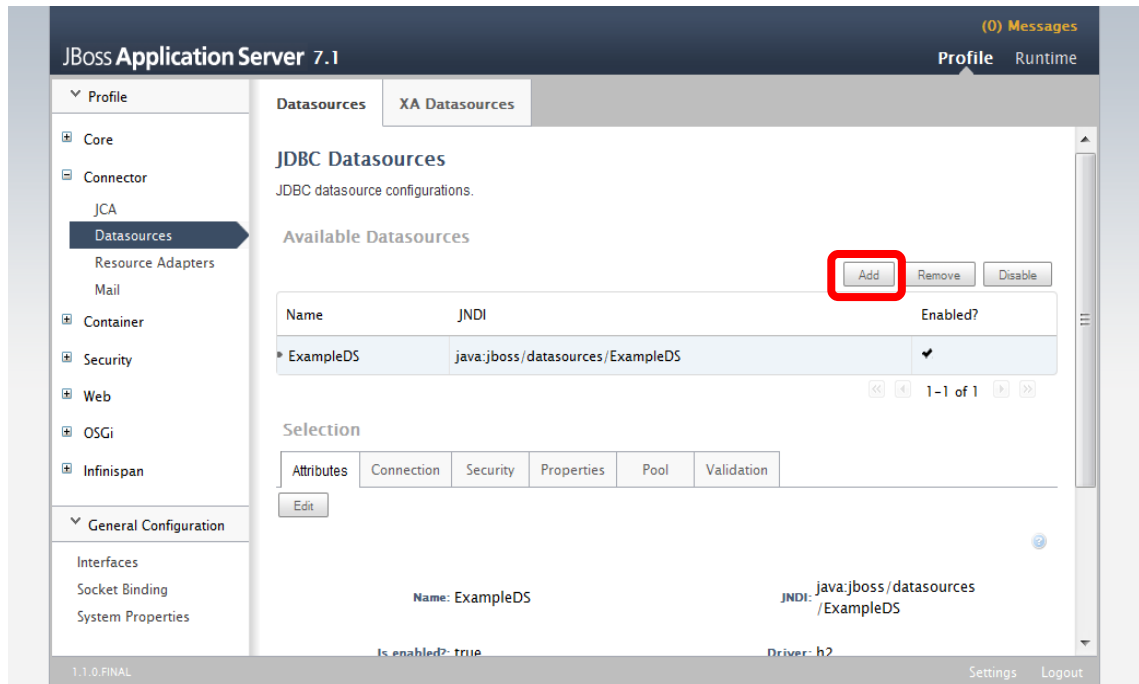 (0) Messages
JBoss Application Server 7.1
Profile Runtime
Profile
Core
Connector
JCA
Datasources
Resource Adapters
Mail
Container
Security
Web
OSGi
Infinispan
General Configuration
Interfaces
Socket Binding
System Properties
Datasources XA Datasources
JDBC Datasources
JDBC datasource configurations.
Available Datasources
Add Remove Disable
Name JNDI Enabled?
ExampleDS java:jboss/datasources/ExampleDS
1-1 of 1
Selection
Attributes Connection Security Properties Pool Validation
Edit
Name: ExampleDS JNDI: java:jboss/datasources
/ExampleDS
Is enabled?: true Driver: h2
1.1.0.FINAL Settings Logout